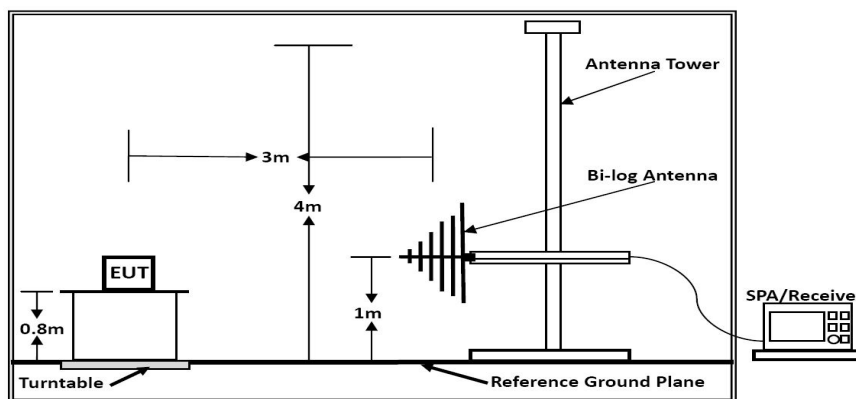 Antenna Tower
3m
Bi-log Antenna
4m
EUT
SPA/Receive
0.8m
1m
Turntable
Reference Ground Plane